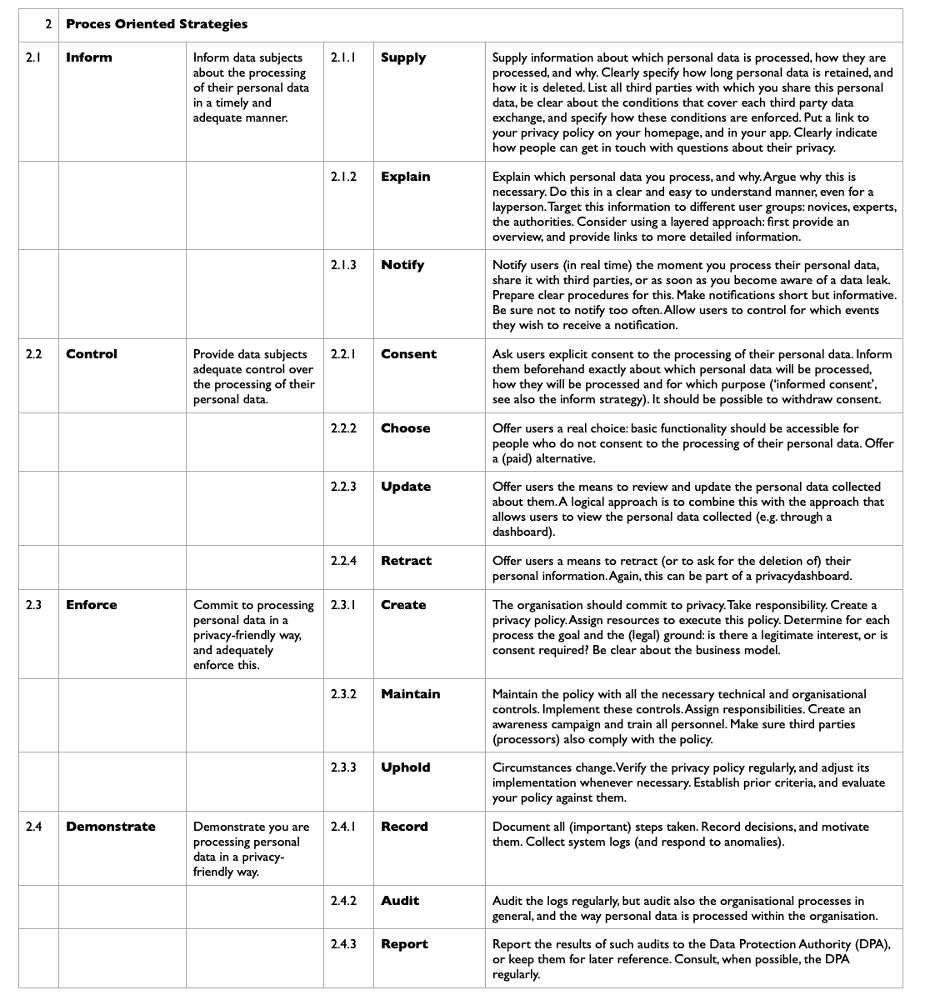 2 Proces Oriented Strategies
2.1 Inform
Inform data subjects
about the processing
of their personal data
in a timely and
adequate manner.
2.1.1 Supply
Supply information about which personal data is processed, how they are
processed, and why. Clearly specify how long personal data is retained, and
how it is deleted. List all third parties with which you share this personal
data, be clear about the conditions that cover each third party data
exchange, and specify how these conditions are enforced. Put a link to
your privacy policy on your homepage, and in your app. Clearly indicate
how people can get in touch with questions about their privacy.
2.1.2 Explain
Explain which personal data you process, and why. Argue why this is
necessary. Do this in a clear and easy to understand manner, even for a
layperson. Target this information to different user groups: novices, experts,
the authorities. Consider using a layered approach: first provide an
overview, and provide links to more detailed information.
2.1.3 Notify
Notify users (in real time) the moment you process their personal data,
share it with third parties, or as soon as you become aware of a data leak.
Prepare clear procedures for this. Make notifications short but informative.
Be sure not to notify too often. Allow users to control for which events
they wish to receive a notification.
2.2 Control
Provide data subjects
adequate control over
the processing of their
personal data.
2.2.1 Consent
Ask users explicit consent to the processing of their personal data. Inform
them beforehand exactly about which personal data will be processed,
how they will be processed and for which purpose (‘informed consent’,
see also the inform strategy). It should be possible to withdraw consent.
2.2.2 Choose
Offer users a real choice: basic functionality should be accessible for
people who do not consent to the processing of their personal data. Offer
a (paid) alternative.
2.2.3 Update
Offer users the means to review and update the personal data collected
about them. A logical approach is to combine this with the approach that
allows users to view the personal data collected (e.g. through a
dashboard).
2.2.4 Retract
Offer users a means to retract (or to ask for the deletion of) their
personal information. Again, this can be part of a privacydashboard.
2.3 Enforce
Commit to processing
personal data in a
privacy-friendly way,
and adequately
enforce this.
2.3.1 Create
The organisation should commit to privacy. Take responsibility. Create a
privacy policy. Assign resources to execute this policy. Determine for each
process the goal and the (legal) ground: is there a legitimate interest, or is
consent required? Be clear about the business model.
2.3.2 Maintain
Maintain the policy with all the necessary technical and organisational
controls. Implement these controls. Assign responsibilities. Create an
awareness campaign and train all personnel. Make sure third parties
(processors) also comply with the policy.
2.3.3 Uphold
Circumstances change. Verify the privacy policy regularly, and adjust its
implementation whenever necessary. Establish prior criteria, and evaluate
your policy against them.
2.4 Demonstrate
Demonstrate you are
processing personal
data in a privacy-
friendly way.
2.4.1 Record
Document all (important) steps taken. Record decisions, and motivate
them. Collect system logs (and respond to anomalies).
2.4.2 Audit
Audit the logs regularly, but audit also the organisational processes in
general, and the way personal data is processed within the organisation.
2.4.3 Report
Report the results of such audits to the Data Protection Authority (DPA),
or keep them for later reference. Consult, when possible, the DPA
regularly.